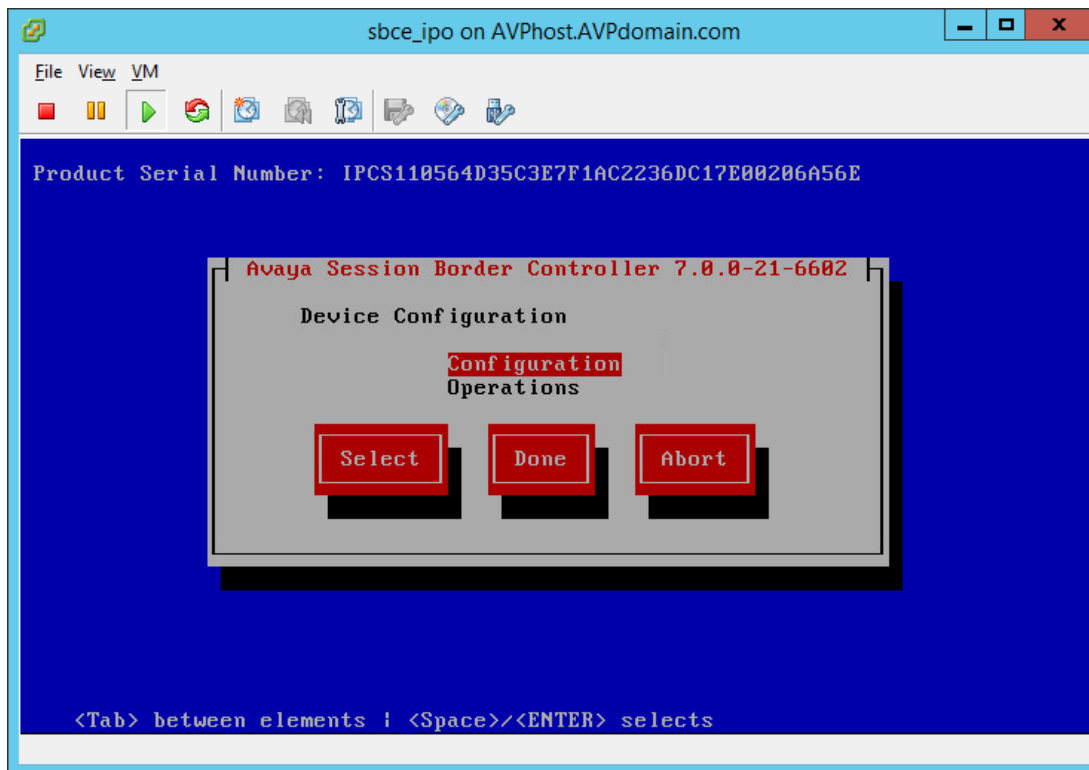 sbce_ipo on AVPhost.AVPdomain.com
File View VM
Product Serial Number: IPCS110564D35C3E7F1AC2236DC17E00206A56E
Avaya Session Border Controller 7.0.0-21-6602
Device Configuration
Configuration
Operations
Select Done Abort
<Tab> between elements | <Space>/<ENTER> selects